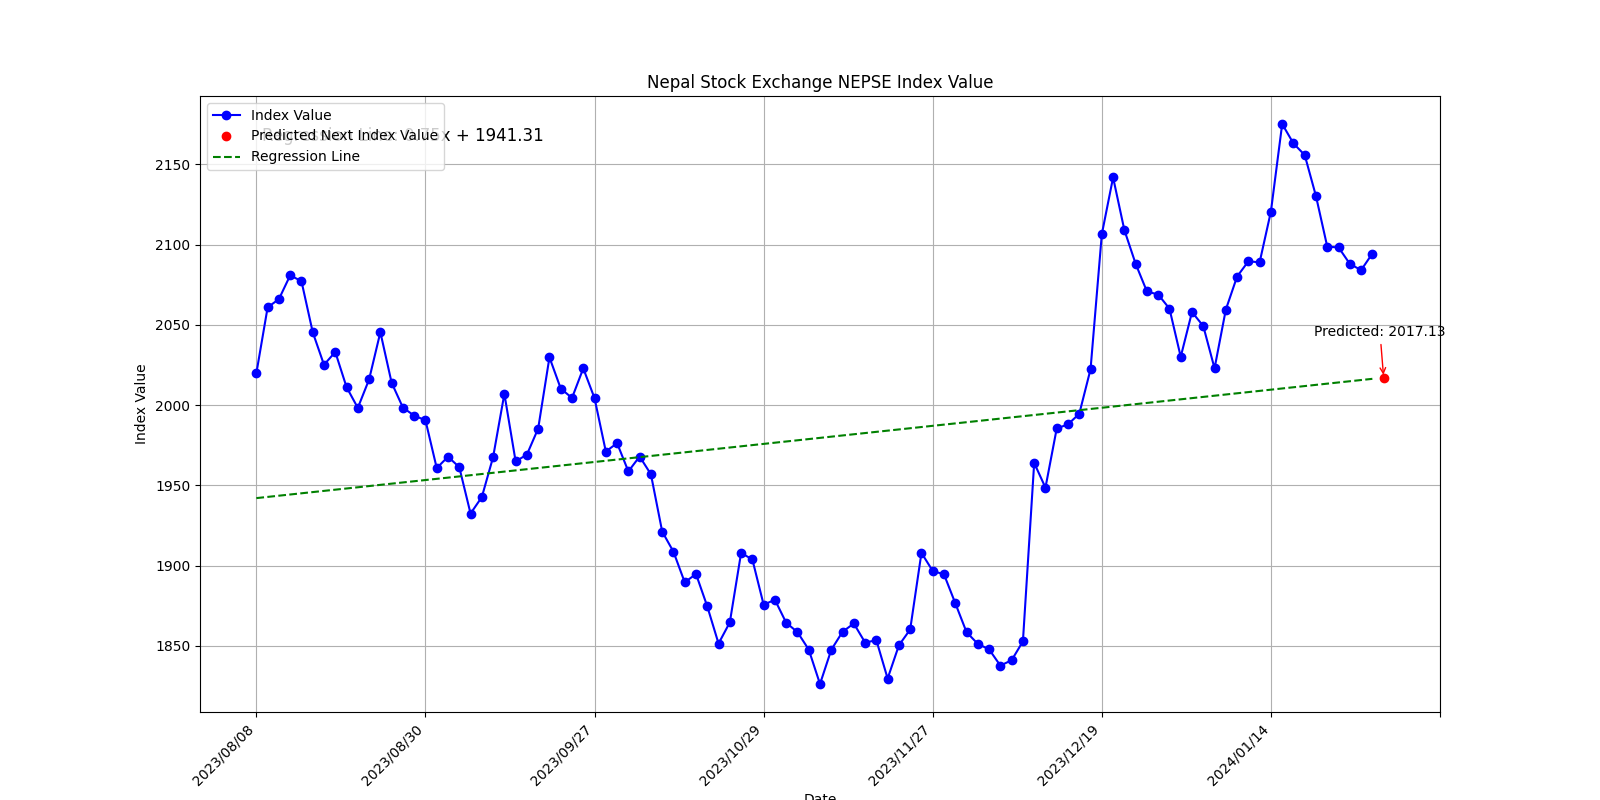 Nepal Stock Exchange NEPSE Index Value
Index Value
Predicted Next Index Value
x + 1941.31
Regression Line
2150
2100
2050
2000
1950
1900
1850
Index Value
Predicted: 2017.13
2023/08/08
2023/08/30
2023/09/27
2023/10/29
2023/11/27
2023/12/19
2024/01/14
Date